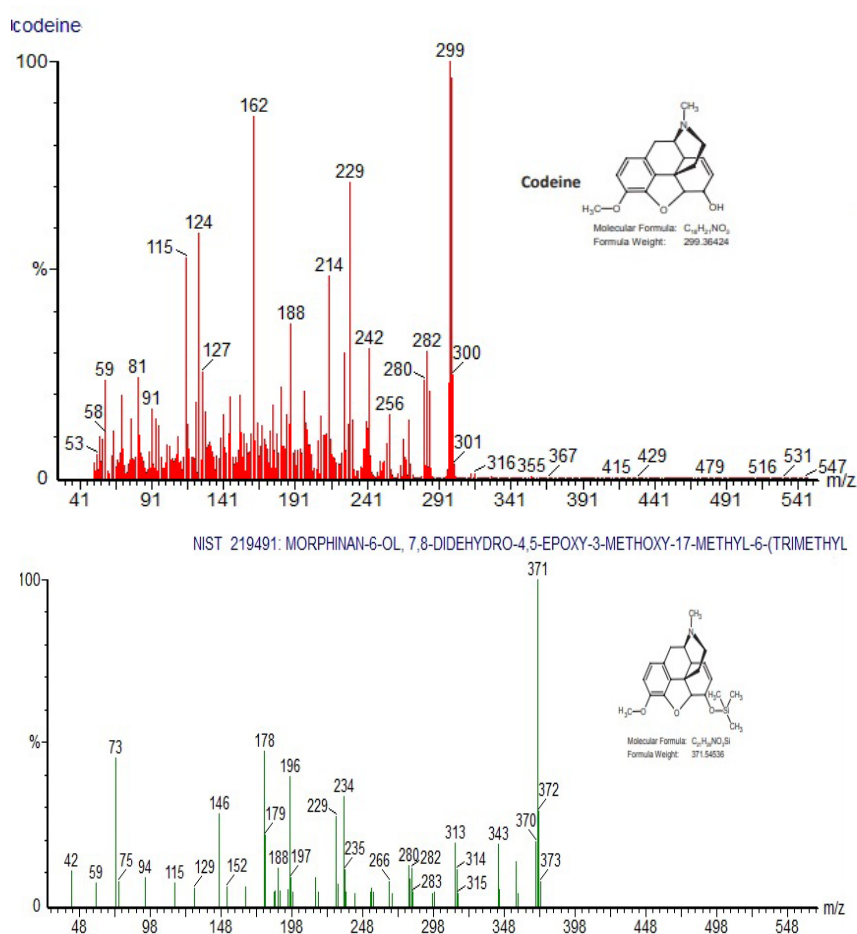 codeine
100
299
162
229
124
115
214
188
127
242
282
280
300
59
81
58
91
256
53
301
316
355
367
415
429
479
516
531
547
%
0
m/z
41 91 141 191 241 291 341 391 441 491 541
Codeine
CH₃
N
H₃C
O
O
OH
Molecular Formula: C₁₈H₂₁NO₃
Formula Weight: 299.36424
NIST 219491: MORPHINAN-6-OL, 7,8-DIDEHYDRO-4,5-EPOXY-3-METHOXY-17-METHYL-6-(TRIMETHYL
100
371
178
73
196
234
179
146
229
372
370
313
343
235
188
197
266
280
282
283
314
315
373
42
59
75
94
115
129
152
%
0
m/z
48 98 148 198 248 298 348 398 448 498 548
CH₃
N
H₃C
O
O
O
Si
H₃C
CH₃
CH₃
Molecular Formula:
Formula Weight: 371.54536